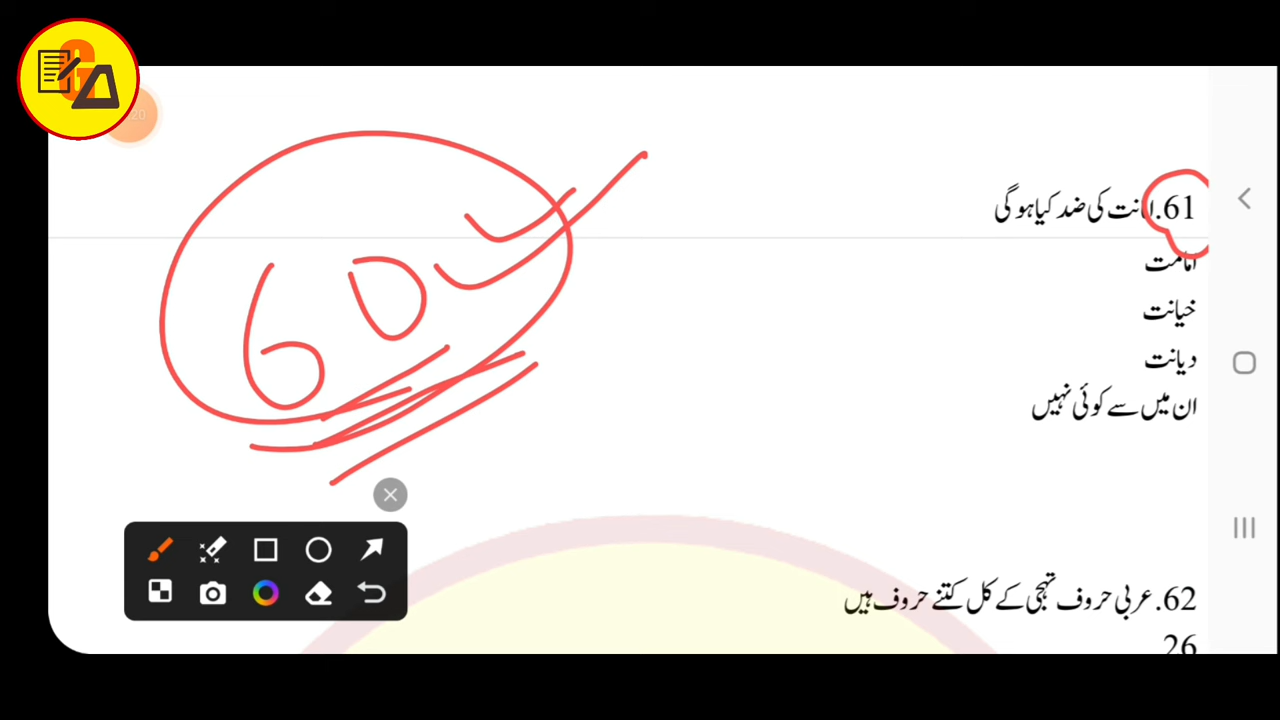 61.امانت کی ضد کیا ہو گی
امامت
خیانت
دیانت
ان میں سے کوئی نہیں
60
62.عربی حروف تہجی کے کل کتنے حروف ہیں
26